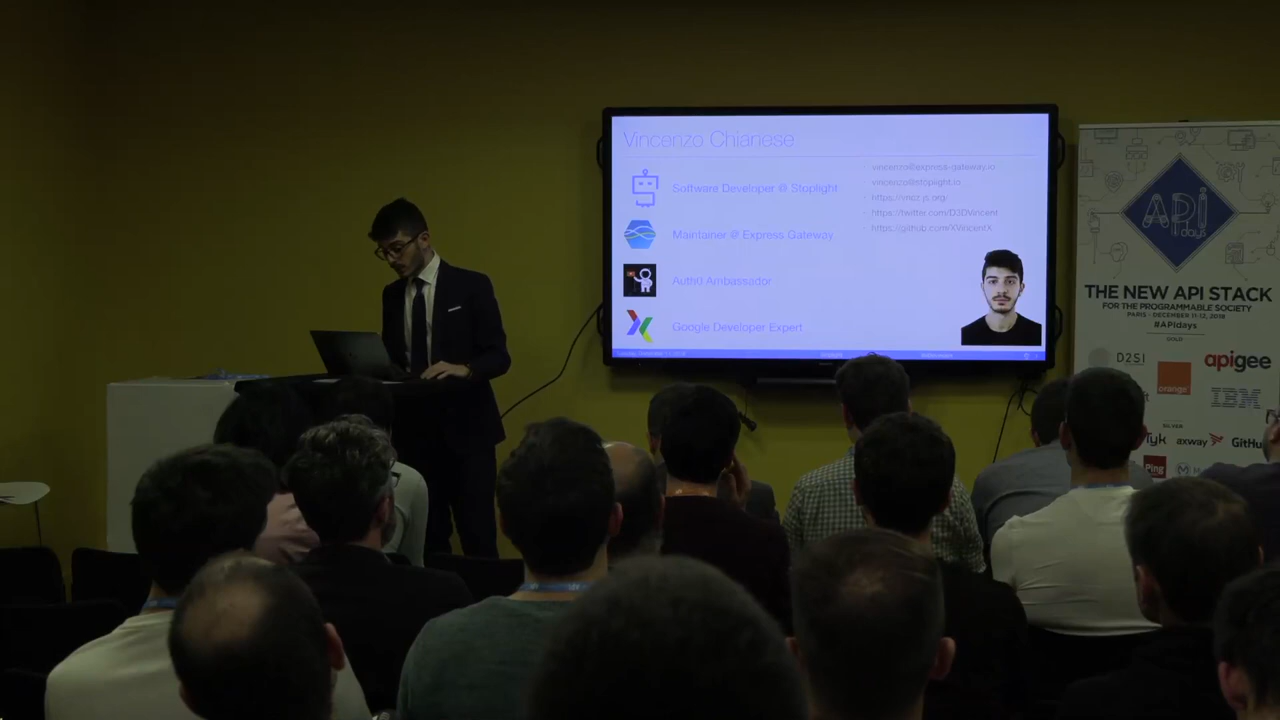 Vincenzo Chianese
Software Developer @ Stoplight
Maintainer @ Express Gateway
Auth0 Ambassador
Google Developer Expert
vincenzo@express-gateway.io
vincenzo@stoplight.io
https://vncz.js.org/
https://twitter.com/D3DVincent
https://github.com/XVincentX
API
days
THE NEW API STACK
FOR THE PROGRAMMABLE SOCIETY
PARIS - DECEMBER 11-12, 2018
#APIdays
GOLD
D2SI
apigee
orange
IBM
SILVER
Tyk
axway
GitHu
Ping